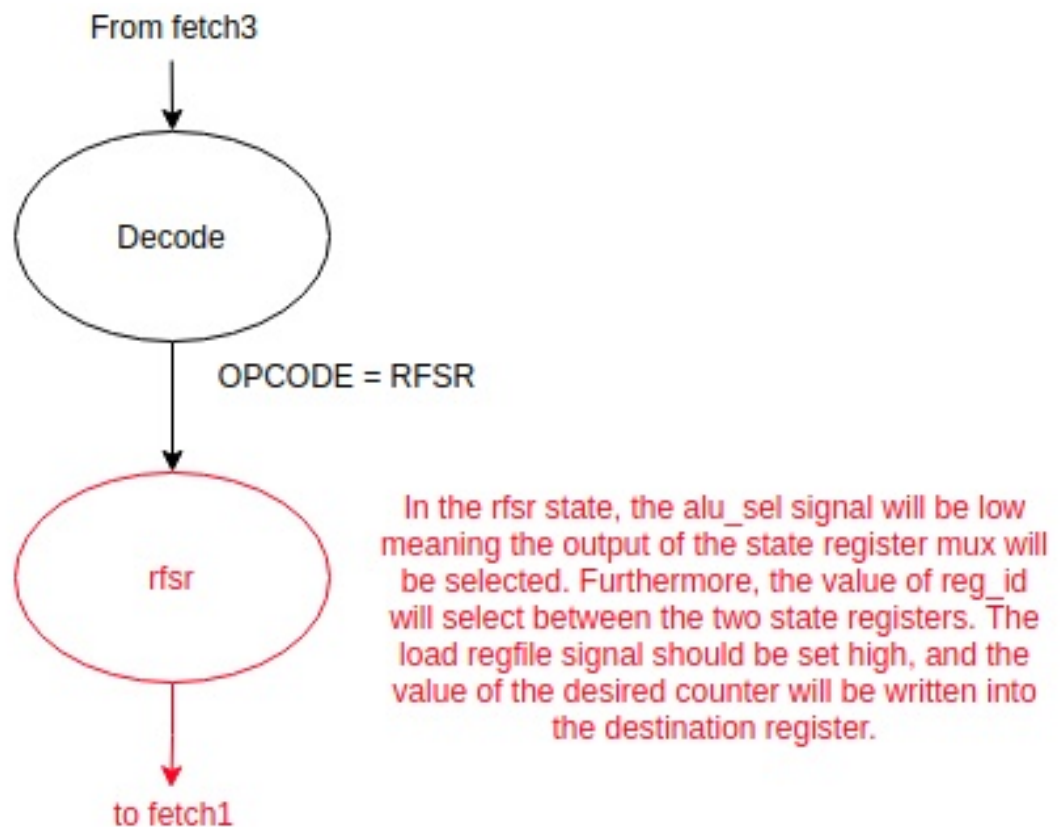 From fetch3
Decode
OPCODE = RFSR
rfsr
In the rfsr state, the alu_sel signal will be low
meaning the output of the state register mux will
be selected. Furthermore, the value of reg_id
will select between the two state registers. The
load regfile signal should be set high, and the
value of the desired counter will be written into
the destination register.
to fetch1